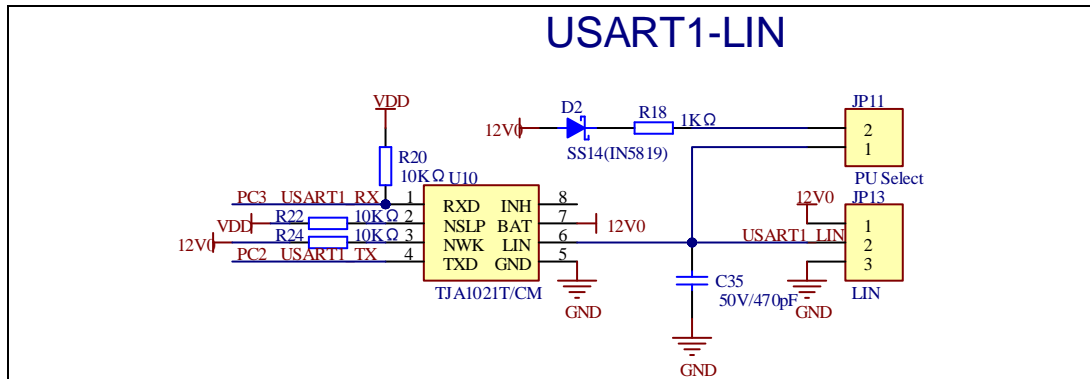 USART1-LIN
VDD
D2
R18
JP11
12V0
1KΩ
2
1
SS14(IN5819)
PU Select
R20
10KΩ
U10
JP13
PC3 USART1_RX
1
RXD
INH
8
12V0
1
VDD
R22
10KΩ
2
NSLP
BAT
7
12V0
12V0
R24
10KΩ
3
NWK
LIN
6
USART1_LIN
2
PC2 USART1_TX
4
TXD
GND
5
3
TJA1021T/CM
GND
C35
50V/470pF
GND
LIN
GND